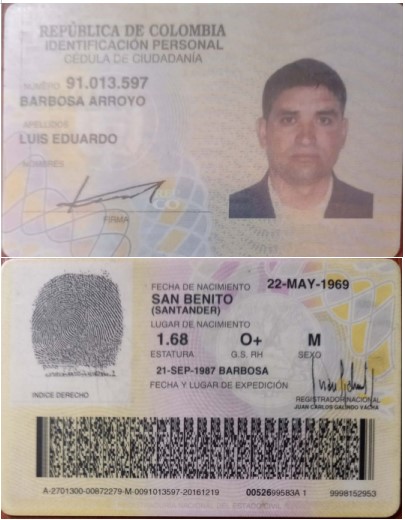 REPÚBLICA DE COLOMBIA
IDENTIFICACIÓN PERSONAL
CÉDULA DE CIUDADANÍA
NUMERO 91.013.597
BARBOSA ARROYO
APELLIDOS
LUIS EDUARDO
NOMBRES
FIRMA
FECHA DE NACIMIENTO 22-MAY-1969
SAN BENITO
(SANTANDER)
LUGAR DE NACIMIENTO
1.68 O+ M
ESTATURA G.S. RH SEXO
21-SEP-1987 BARBOSA
FECHA Y LUGAR DE EXPEDICIÓN
INDICE DERECHO
REGISTRADOR NACIONAL
JUAN CARLOS GALINDO VACHA
A-2701300-00872279-M-0091013597-20161219 0052699583A 1 9998152953